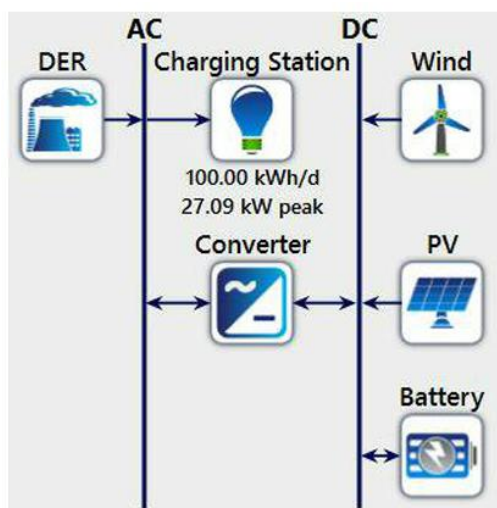 AC
DC
DER
Charging Station
Wind
100.00 kWh/d
27.09 kW peak
Converter
PV
Battery